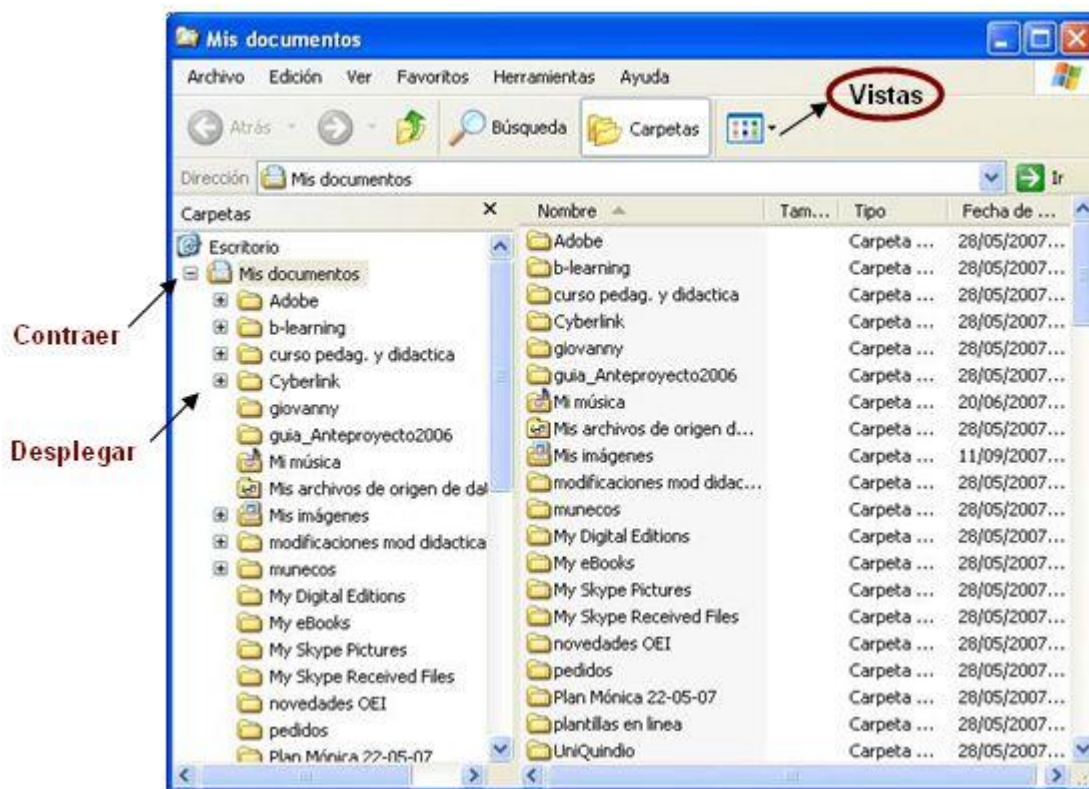 Mis documentos
Archivo Edición Ver Favoritos Herramientas Ayuda
Vistas
Atrás Búsqueda Carpetas
Dirección Mis documentos Ir
Carpetas
Escritorio
Mis documentos
Adobe
b-learning
curso pedag. y didactica
Cyberlink
giovanny
guia_Anteproyecto2006
Mi música
Mis archivos de origen de dat
Mis imágenes
modificaciones mod didactica
munecos
My Digital Editions
My eBooks
My Skype Pictures
My Skype Received Files
novedades OEI
pedidos
Plan Mónica 22-05-07
Contraer
Desplegar
Nombre Tam... Tipo Fecha de ...
Adobe Carpeta ... 28/05/2007...
b-learning Carpeta ... 28/05/2007...
curso pedag. y didactica Carpeta ... 28/05/2007...
Cyberlink Carpeta ... 28/05/2007...
giovanny Carpeta ... 28/05/2007...
guia_Anteproyecto2006 Carpeta ... 28/05/2007...
Mi música Carpeta ... 20/06/2007...
Mis archivos de origen d... Carpeta ... 28/05/2007...
Mis imágenes Carpeta ... 11/09/2007...
modificaciones mod didac... Carpeta ... 28/05/2007...
munecos Carpeta ... 28/05/2007...
My Digital Editions Carpeta ... 28/05/2007...
My eBooks Carpeta ... 28/05/2007...
My Skype Pictures Carpeta ... 28/05/2007...
My Skype Received Files Carpeta ... 28/05/2007...
novedades OEI Carpeta ... 28/05/2007...
pedidos Carpeta ... 28/05/2007...
Plan Mónica 22-05-07 Carpeta ... 28/05/2007...
plantillas en linea Carpeta ... 28/05/2007...
UniQuindio Carpeta ... 28/05/2007...